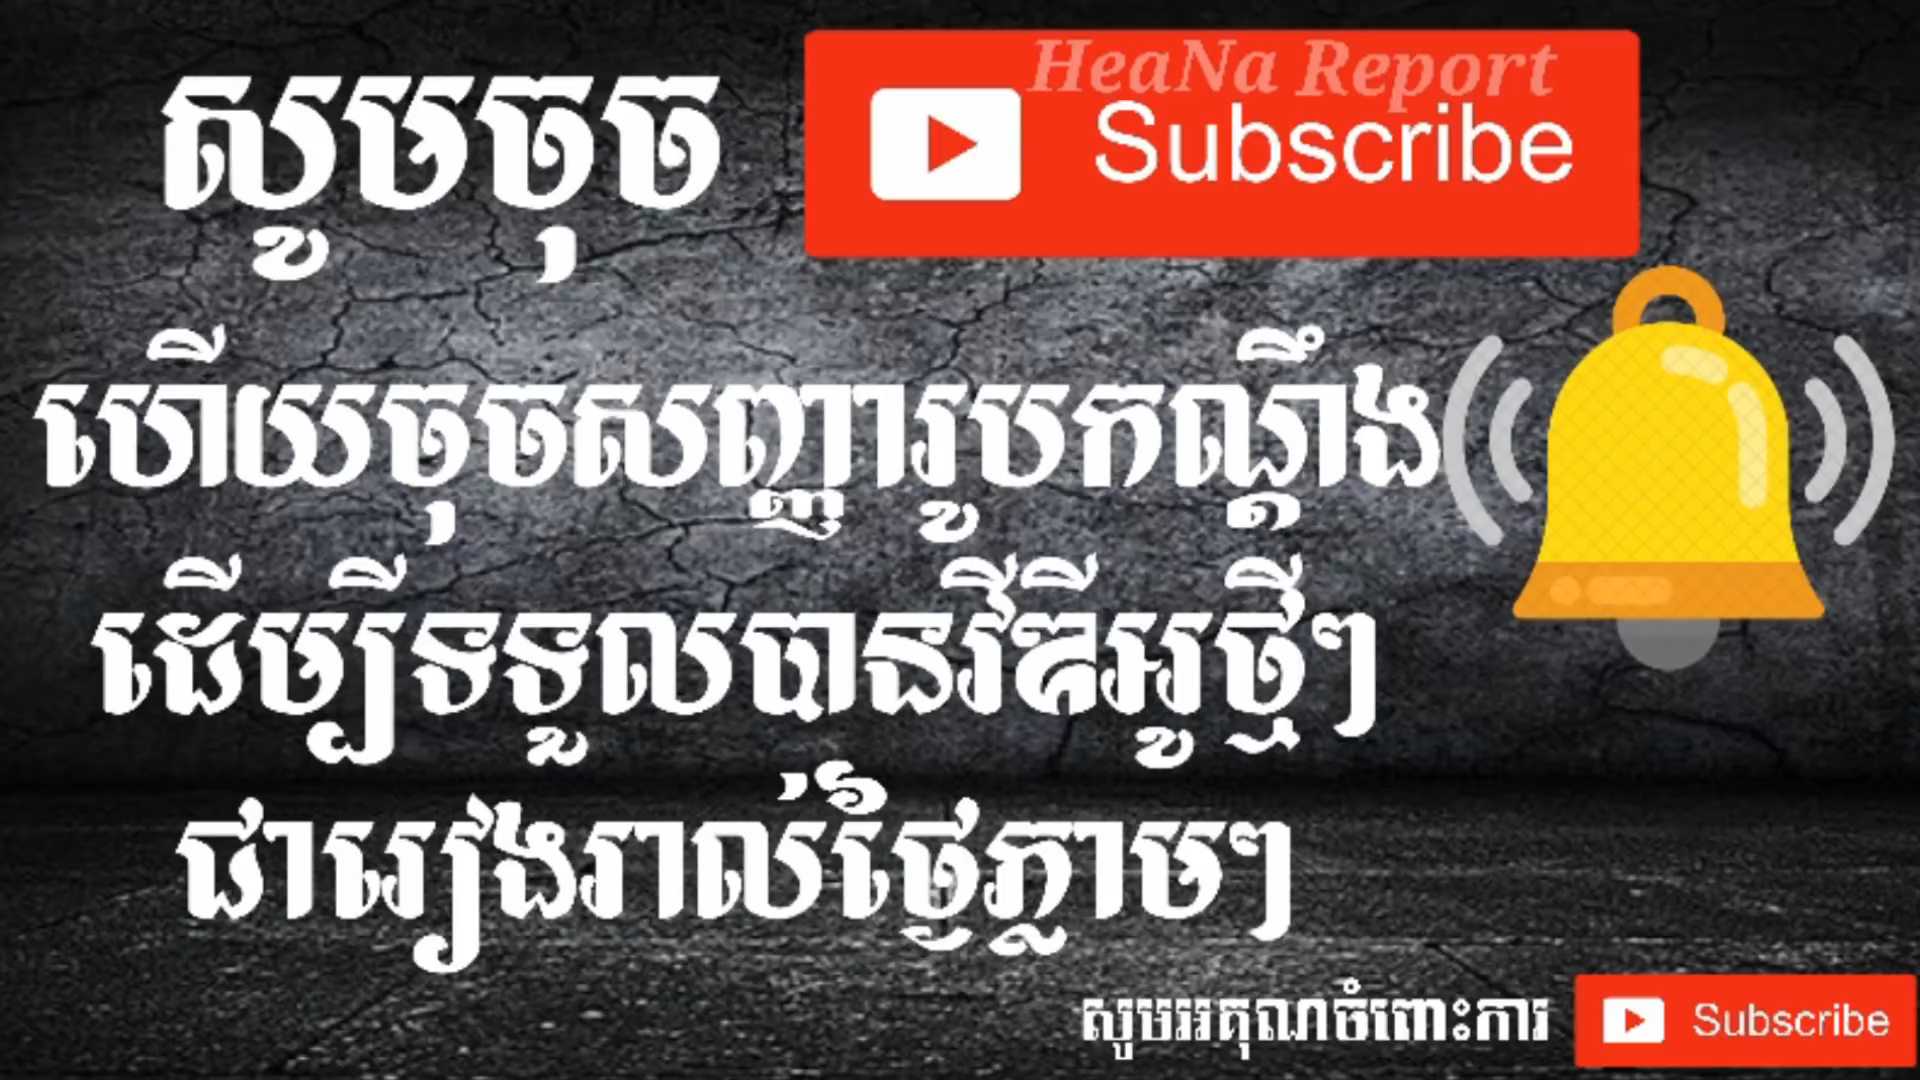 សូមចុច
HeaNa Report
Subscribe
ហើយចុចសញ្ញារូបកណ្ដឹង
ដើម្បីទទួលបានវីឌីអូថ្មីៗ
ជារៀងរាល់ថ្ងៃភ្លាមៗ
សូមអគុណចំពោះការ Subscribe